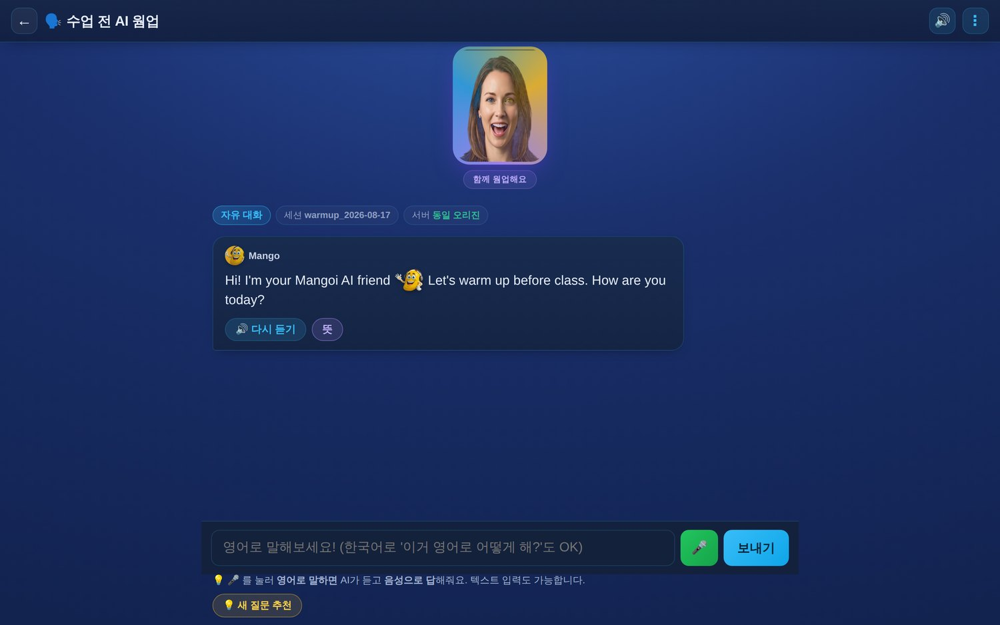 수업 전 AI 웜업
함께 웜업해요
자유 대화
세션 warmup_2026-08-17
서버 동일 오리진
Mango
Hi! I'm your Mangoi AI friend Let's warm up before class. How are you
today?
다시 듣기
뜻
영어로 말해보세요! (한국어로 '이거 영어로 어떻게 해?'도 OK)
보내기
를 눌러 영어로 말하면 AI가 듣고 음성으로 답해줘요. 텍스트 입력도 가능합니다.
새 질문 추천